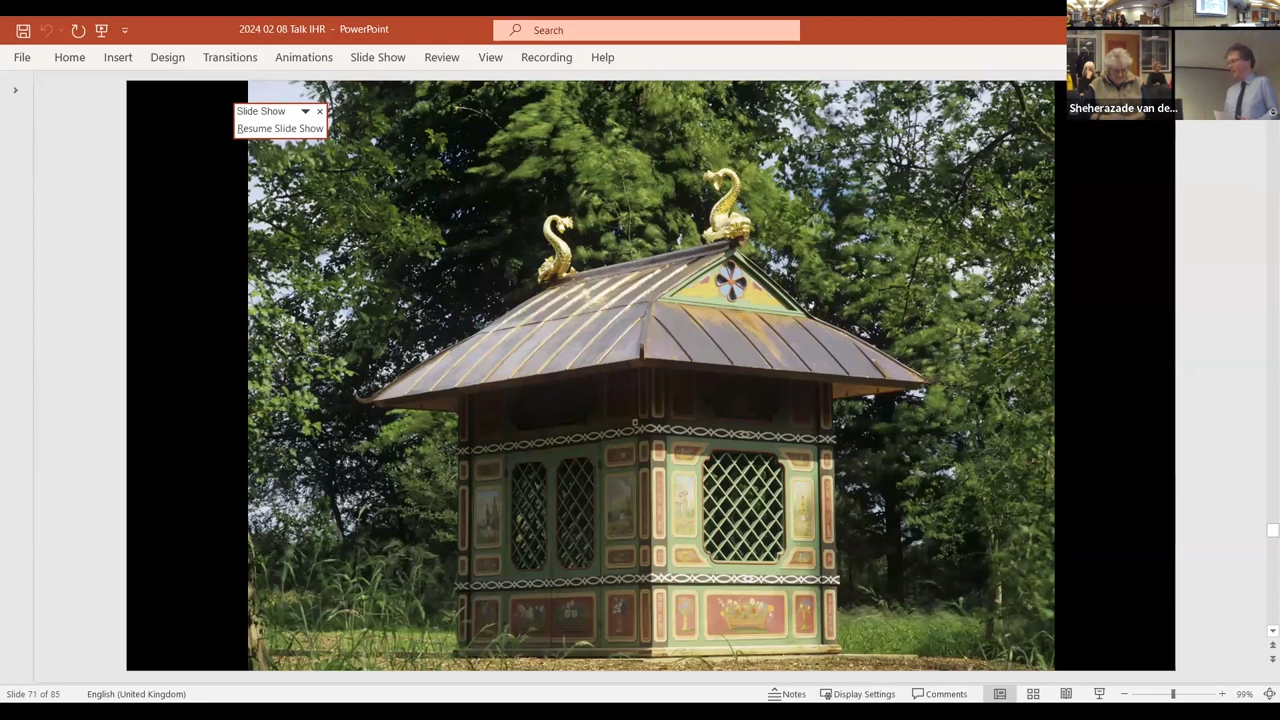 2024 02 08 Talk IHR - PowerPoint
Search
File Home Insert Design Transitions Animations Slide Show Review View Recording Help
Slide Show
Resume Slide Show
Sheherazade van de...
Slide 71 of 85 English (United Kingdom) Notes Display Settings Comments 99%